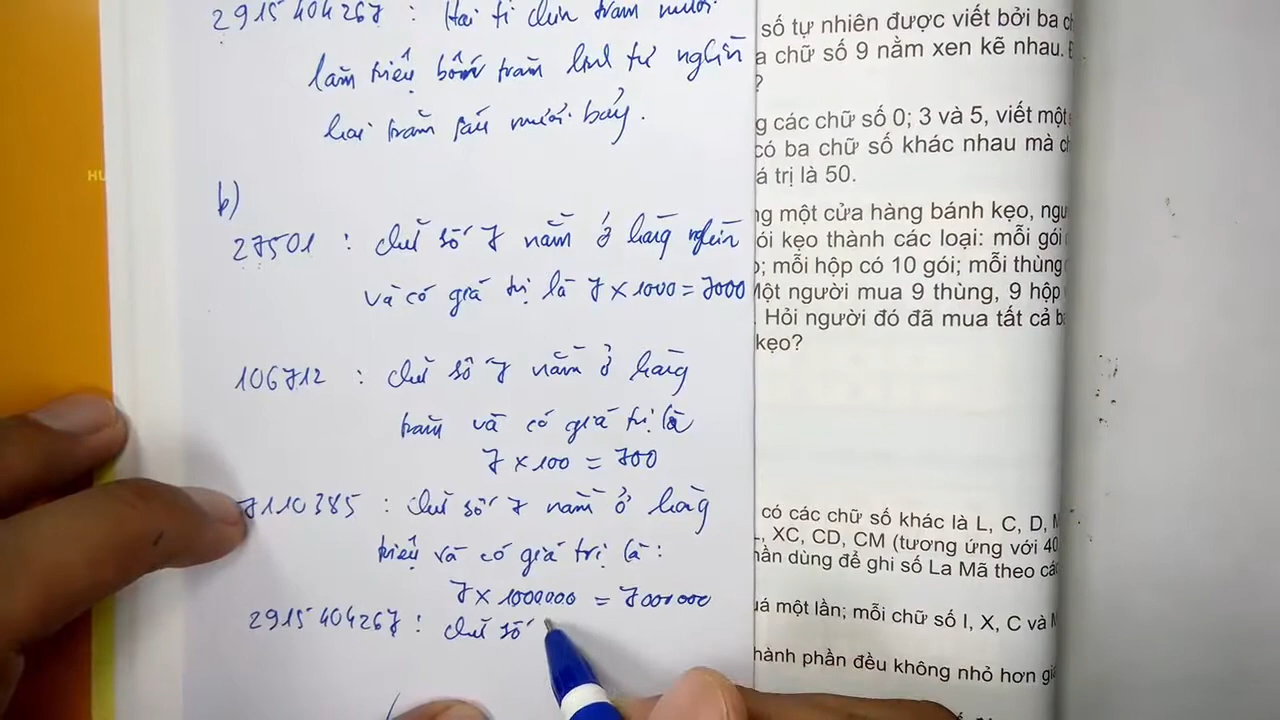 2915404267 : Hai tỉ chín trăm mười
lăm triệu bốn trăm linh tư nghìn
hai trăm sáu mươi bảy.
b)
27501 : chữ số 7 nằm ở hàng nghìn
và có giá trị là 7 × 1000 = 7000
106712 : chữ số 7 nằm ở hàng
trăm và có giá trị là
7 × 100 = 700
7110385 : chữ số 7 nằm ở hàng
triệu và có giá trị là :
7 × 1000000 = 7000000
2915404267 : chữ số
số tự nhiên được viết bởi ba
chữ số 9 nằm xen kẽ nhau.
?
các chữ số 0; 3 và 5, viết một
có ba chữ số khác nhau mà
trị là 50.
một cửa hàng bánh kẹo,
kẹo thành các loại: mỗi gói
; mỗi hộp có 10 gói; mỗi thùng
Một người mua 9 thùng, 9 hộp
. Hỏi người đó đã mua tất cả
kẹo?
có các chữ số khác là L, C, D,
, XC, CD, CM (tương ứng với 40
dùng để ghi số La Mã theo
một lần; mỗi chữ số I, X, C và
thành phần đều không nhỏ hơn
HU